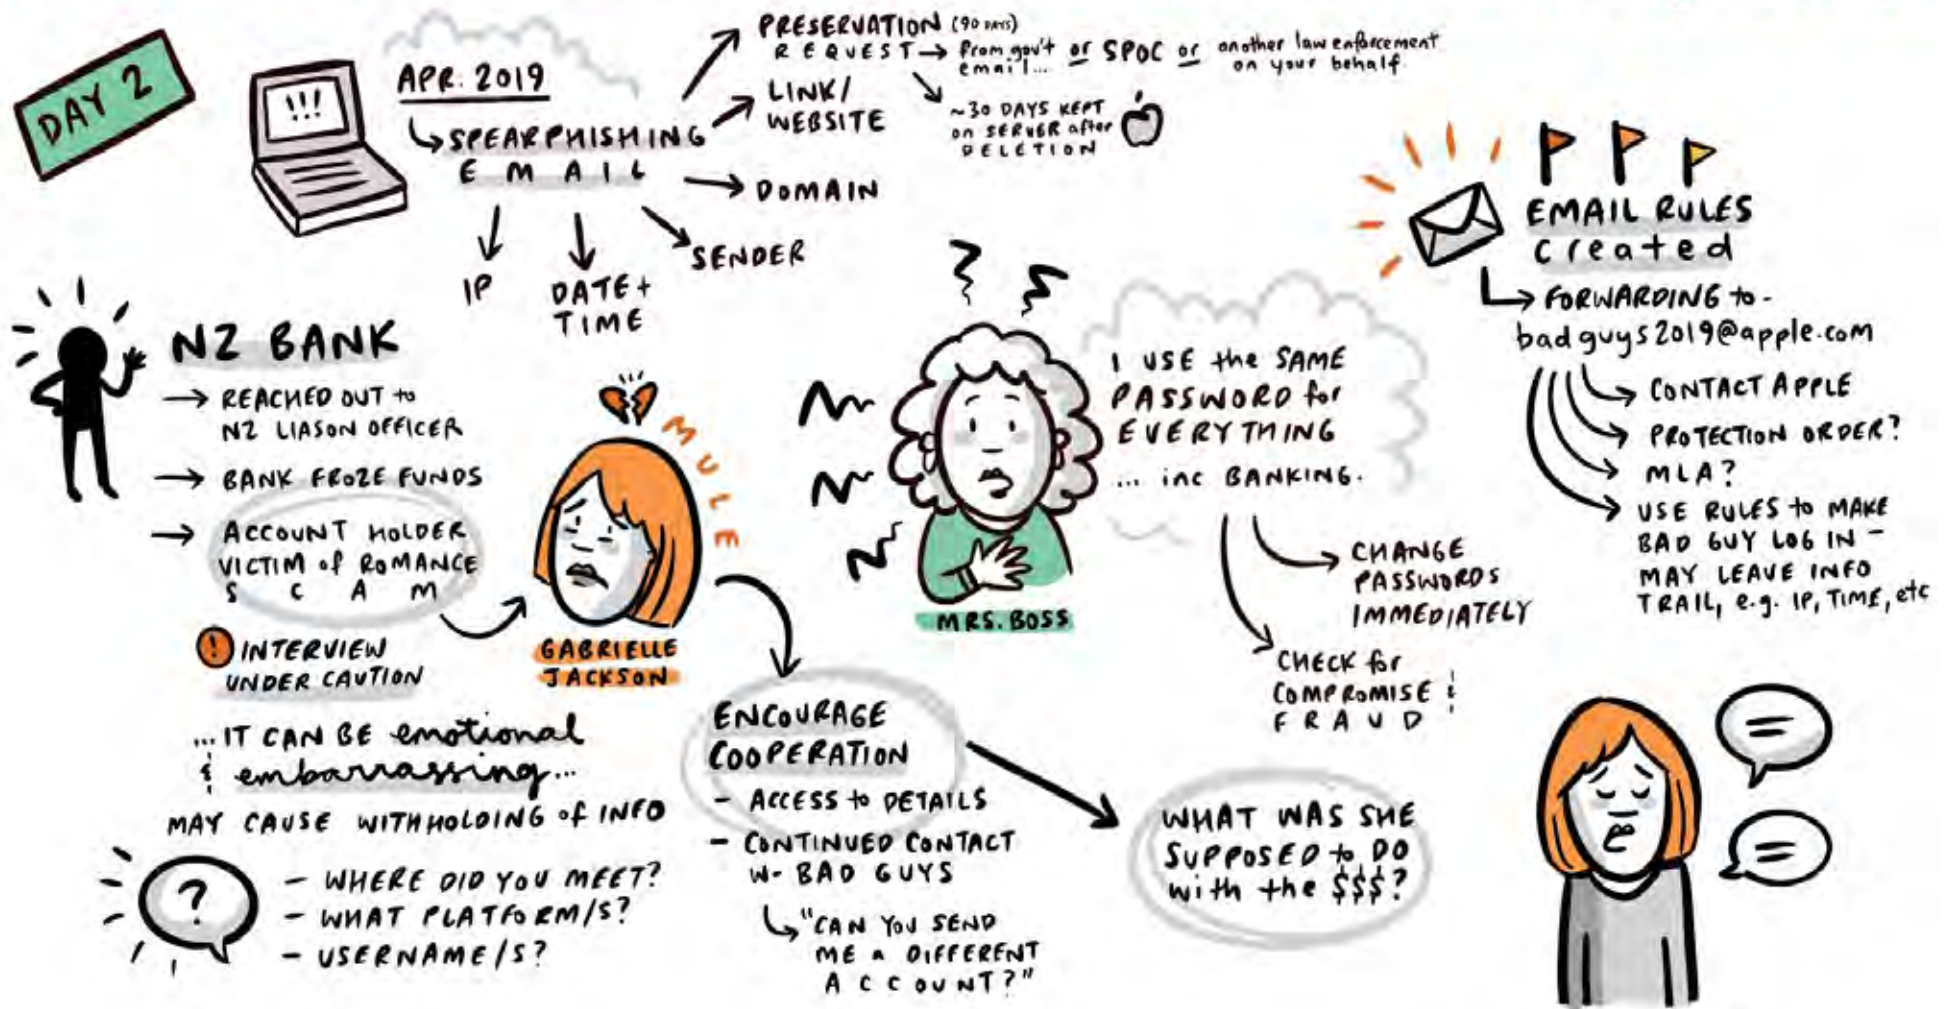 DAY 2
!!!
APR. 2019
SPEARPHISHING
EMAIL
PRESERVATION (90 DAYS)
REQUEST → from gov't or SPOC or another law enforcement
email... on your behalf.
~30 DAYS KEPT
on SERVER after
DELETION
LINK/
WEBSITE
DOMAIN
SENDER
DATE+
TIME
IP
NZ BANK
→ REACHED OUT to
NZ LIASON OFFICER
→ BANK FROZE FUNDS
→ ACCOUNT HOLDER
VICTIM of ROMANCE
SCAM
! INTERVIEW
UNDER CAUTION
...IT CAN BE emotional
& embarrassing...
MAY CAUSE WITHHOLDING of INFO
?
- WHERE DID YOU MEET?
- WHAT PLATFORM/S?
- USERNAME/S?
MULE
GABRIELLE
JACKSON
ENCOURAGE
COOPERATION
- ACCESS to DETAILS
- CONTINUED CONTACT
W- BAD GUYS
"CAN YOU SEND
ME a DIFFERENT
ACCOUNT?"
WHAT WAS SHE
SUPPOSED to DO
with the $$$?
MRS. BOSS
I USE the SAME
PASSWORD for
EVERYTHING
... inc BANKING.
CHANGE
PASSWORDS
IMMEDIATELY
CHECK for
COMPROMISE &
FRAUD
EMAIL RULES
created
FORWARDING to -
badguys2019@apple.com
CONTACT APPLE
PROTECTION ORDER?
MLA?
USE RULES to MAKE
BAD GUY LOG IN -
MAY LEAVE INFO
TRAIL, e.g. IP, TIME, etc